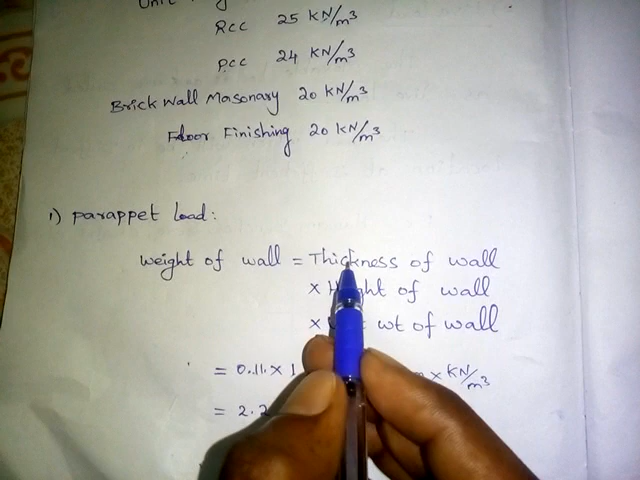 RCC 25 KN/m³
PCC 24 KN/m³
Brick Wall Masonary 20 KN/m³
Floor Finishing 20 KN/m³
1) parappet load:
Weight of wall = Thickness of wall
× of wall
× wt of wall
= 0.11 × 1 × KN/m³
= 2.2